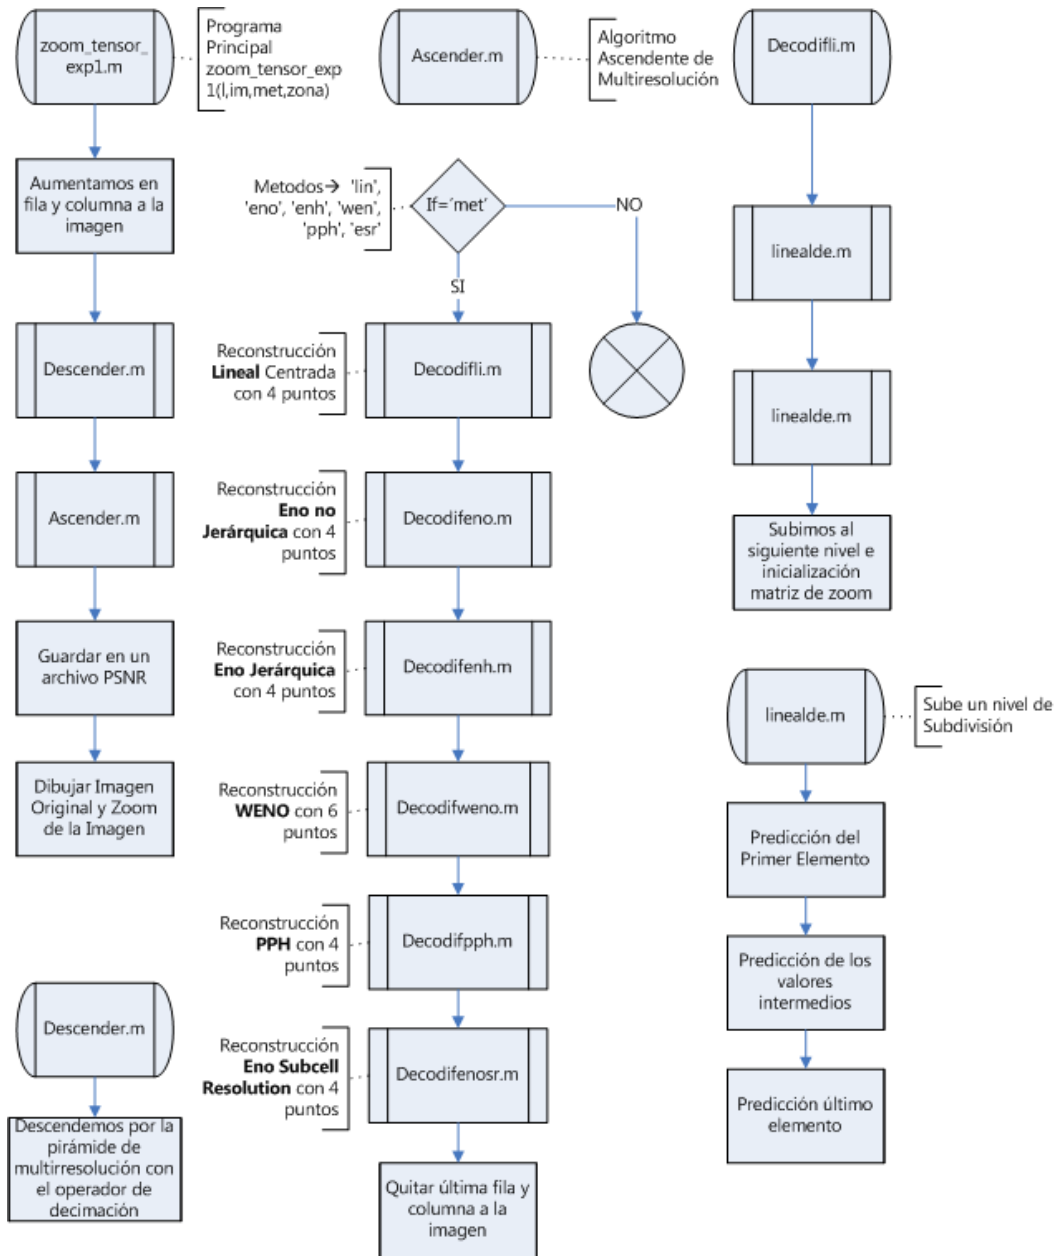 zoom_tensor_
exp1.m
Programa
Principal
zoom_tensor_exp
1(l,im,met,zona)
Aumentamos en
fila y columna a la
imagen
Descender.m
Ascender.m
Guardar en un
archivo PSNR
Dibujar Imagen
Original y Zoom
de la Imagen
Descender.m
Descendemos por la
pirámide de
multirresolución con
el operador de
decimación
Ascender.m
Algoritmo
Ascendente de
Multiresolución
Metodos→ 'lin',
'eno', 'enh', 'wen',
'pph', 'esr'
If='met'
NO
SI
Reconstrucción
Lineal Centrada
con 4 puntos
Decodifli.m
Reconstrucción
Eno no
Jerárquica con 4
puntos
Decodifeno.m
Reconstrucción
Eno Jerárquica
con 4 puntos
Decodifenh.m
Reconstrucción
WENO con 6
puntos
Decodifweno.m
Reconstrucción
PPH con 4
puntos
Decodifpph.m
Reconstrucción
Eno Subcell
Resolution con 4
puntos
Decodifenosr.m
Quitar última fila y
columna a la
imagen
Decodifli.m
linealde.m
linealde.m
Subimos al
siguiente nivel e
inicialización
matriz de zoom
linealde.m
Sube un nivel de
Subdivisión
Predicción del
Primer Elemento
Predicción de los
valores
intermedios
Predicción último
elemento